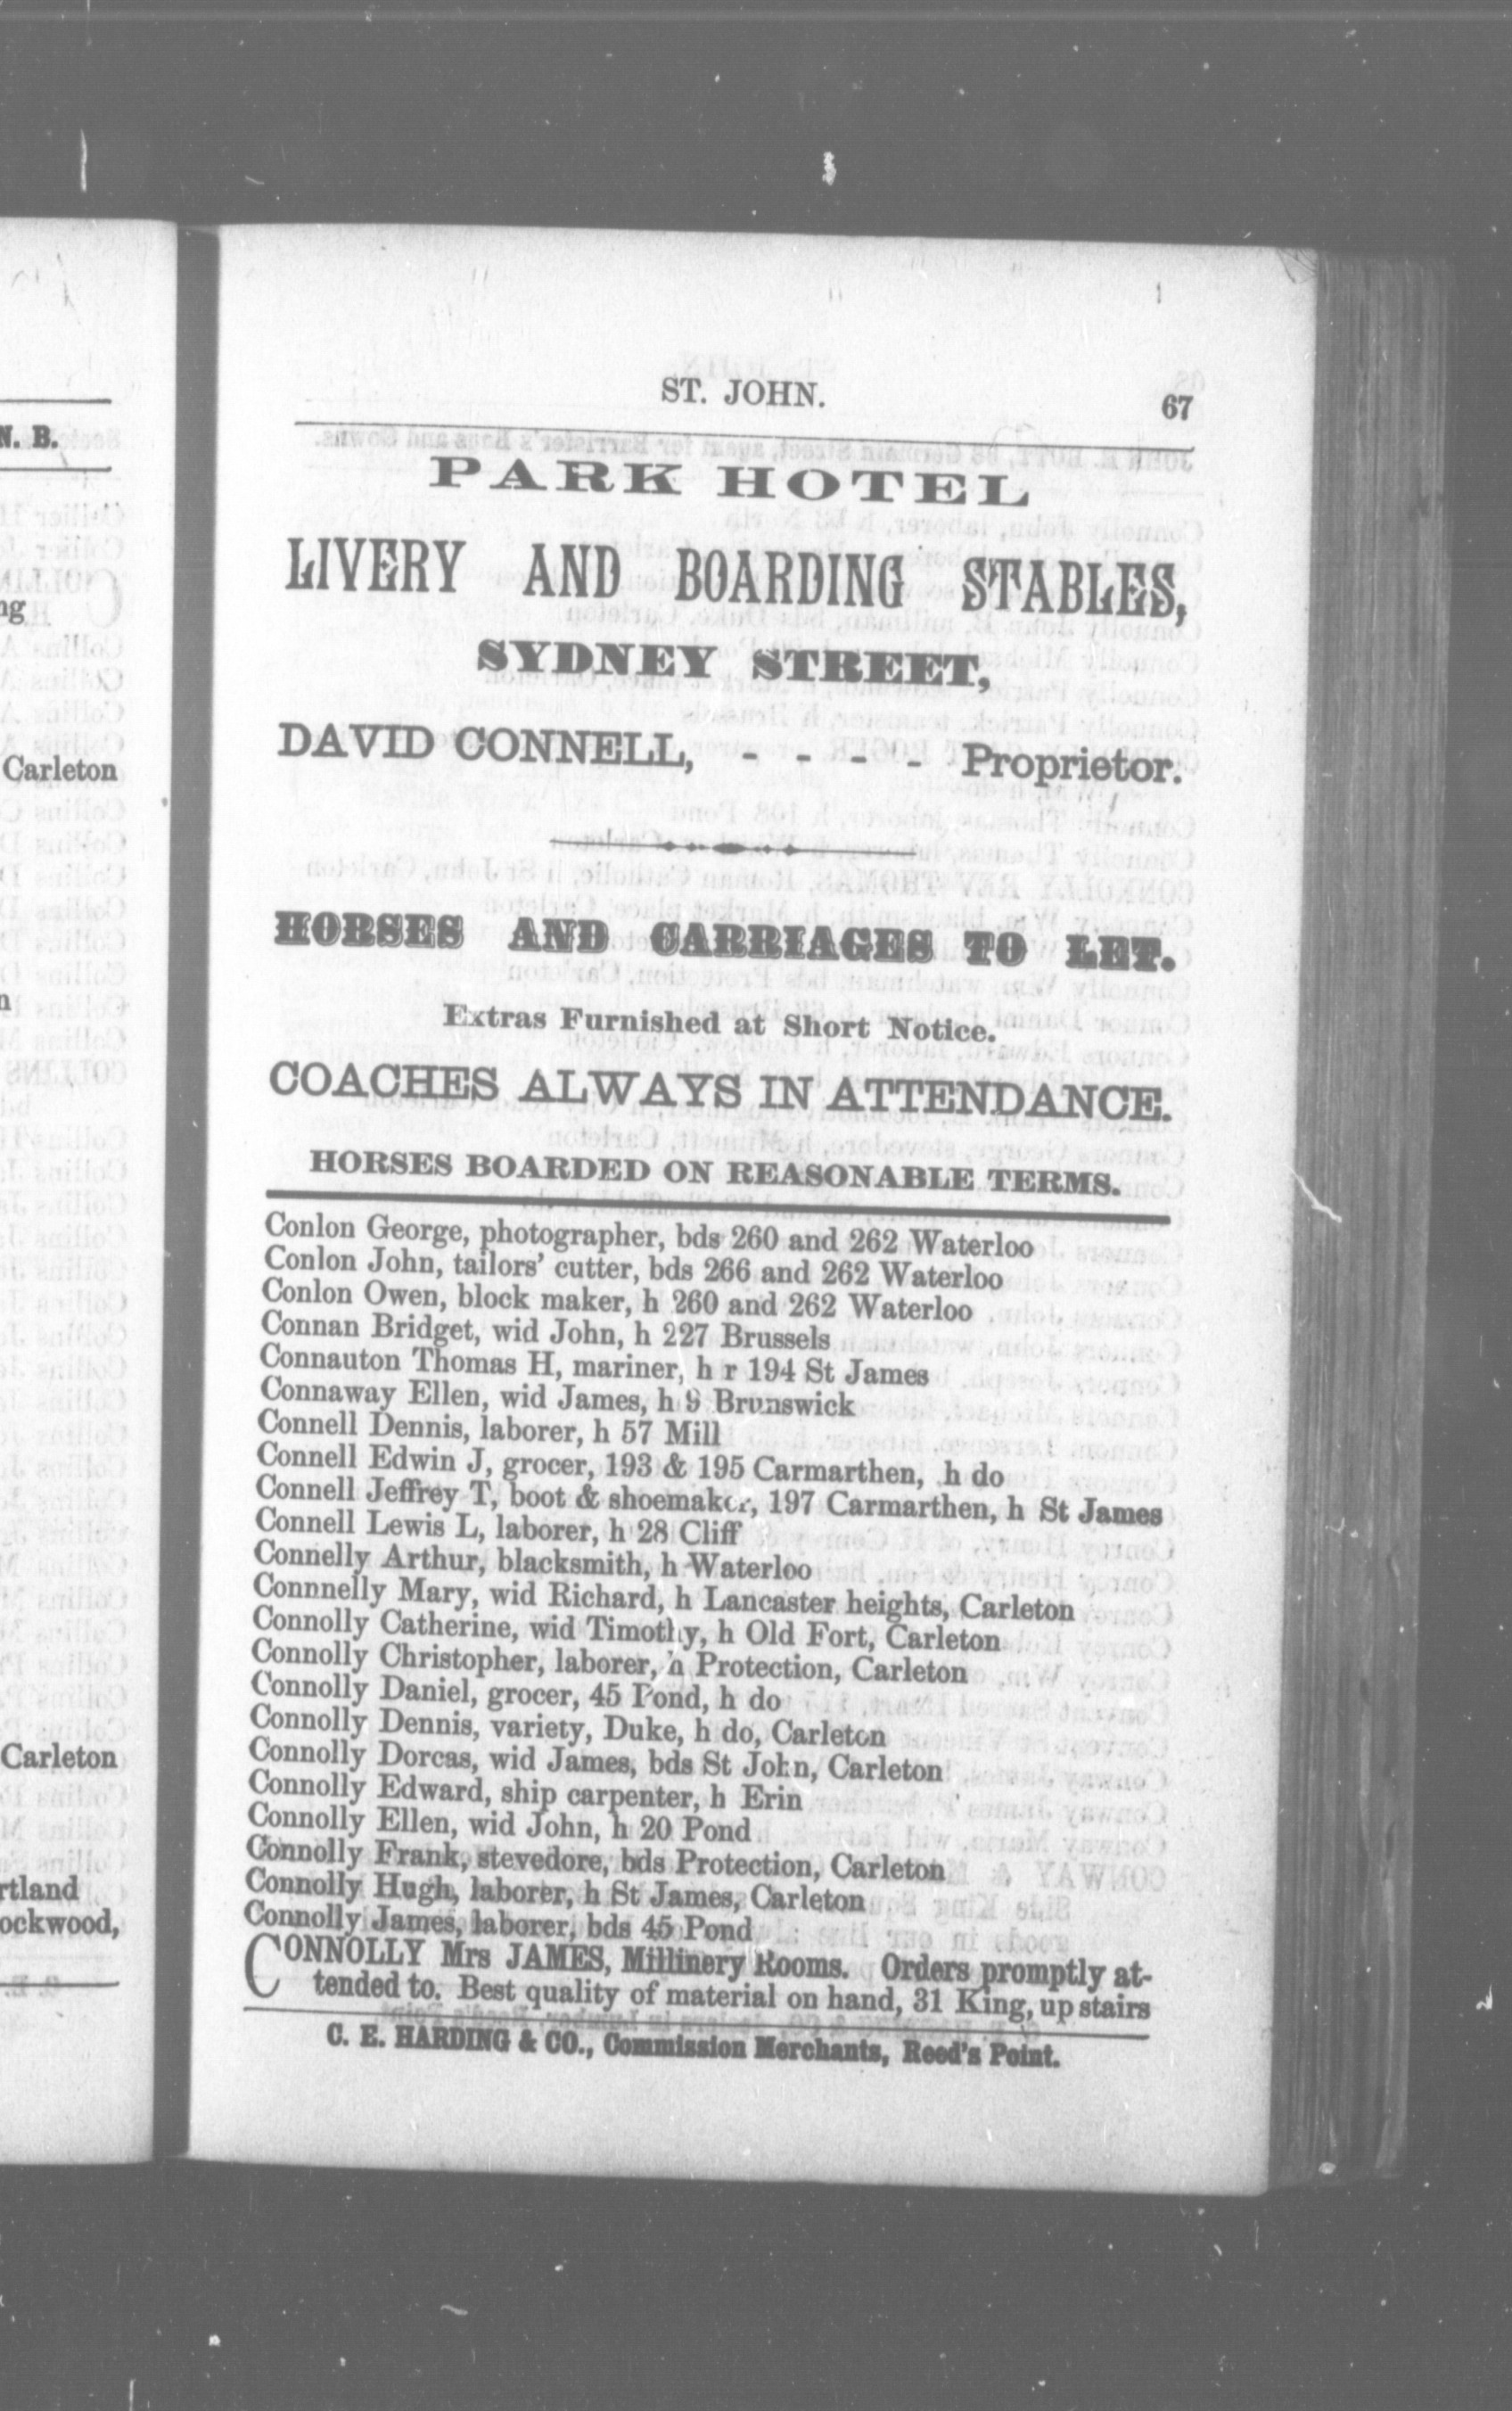 N. B.
ng
Carleton
n
Carleton
rtland
ockwood,
ST. JOHN.
67
PARK HOTEL
LIVERY AND BOARDING STABLES,
SYDNEY STREET,
DAVID CONNELL, - - - - Proprietor.
HORSES AND CARRIAGES TO LET.
Extras Furnished at Short Notice.
COACHES ALWAYS IN ATTENDANCE.
HORSES BOARDED ON REASONABLE TERMS.
Conlon George, photographer, bds 260 and 262 Waterloo
Conlon John, tailors' cutter, bds 266 and 262 Waterloo
Conlon Owen, block maker, h 260 and 262 Waterloo
Connan Bridget, wid John, h 227 Brussels
Connauton Thomas H, mariner, h r 194 St James
Connaway Ellen, wid James, h 9 Brunswick
Connell Dennis, laborer, h 57 Mill
Connell Edwin J, grocer, 193 & 195 Carmarthen, h do
Connell Jeffrey T, boot & shoemaker, 197 Carmarthen, h St James
Connell Lewis L, laborer, h 28 Cliff
Connelly Arthur, blacksmith, h Waterloo
Connnelly Mary, wid Richard, h Lancaster heights, Carleton
Connolly Catherine, wid Timothy, h Old Fort, Carleton
Connolly Christopher, laborer, h Protection, Carleton
Connolly Daniel, grocer, 45 Pond, h do
Connolly Dennis, variety, Duke, h do, Carleton
Connolly Dorcas, wid James, bds St John, Carleton
Connolly Edward, ship carpenter, h Erin
Connolly Ellen, wid John, h 20 Pond
Connolly Frank, stevedore, bds Protection, Carleton
Connolly Hugh, laborer, h St James, Carleton
Connolly James, laborer, bds 45 Pond
CONNOLLY Mrs JAMES, Millinery Rooms. Orders promptly at-
tended to. Best quality of material on hand, 31 King, up stairs
C. E. HARDING & CO., Commission Merchants, Reed's Point.